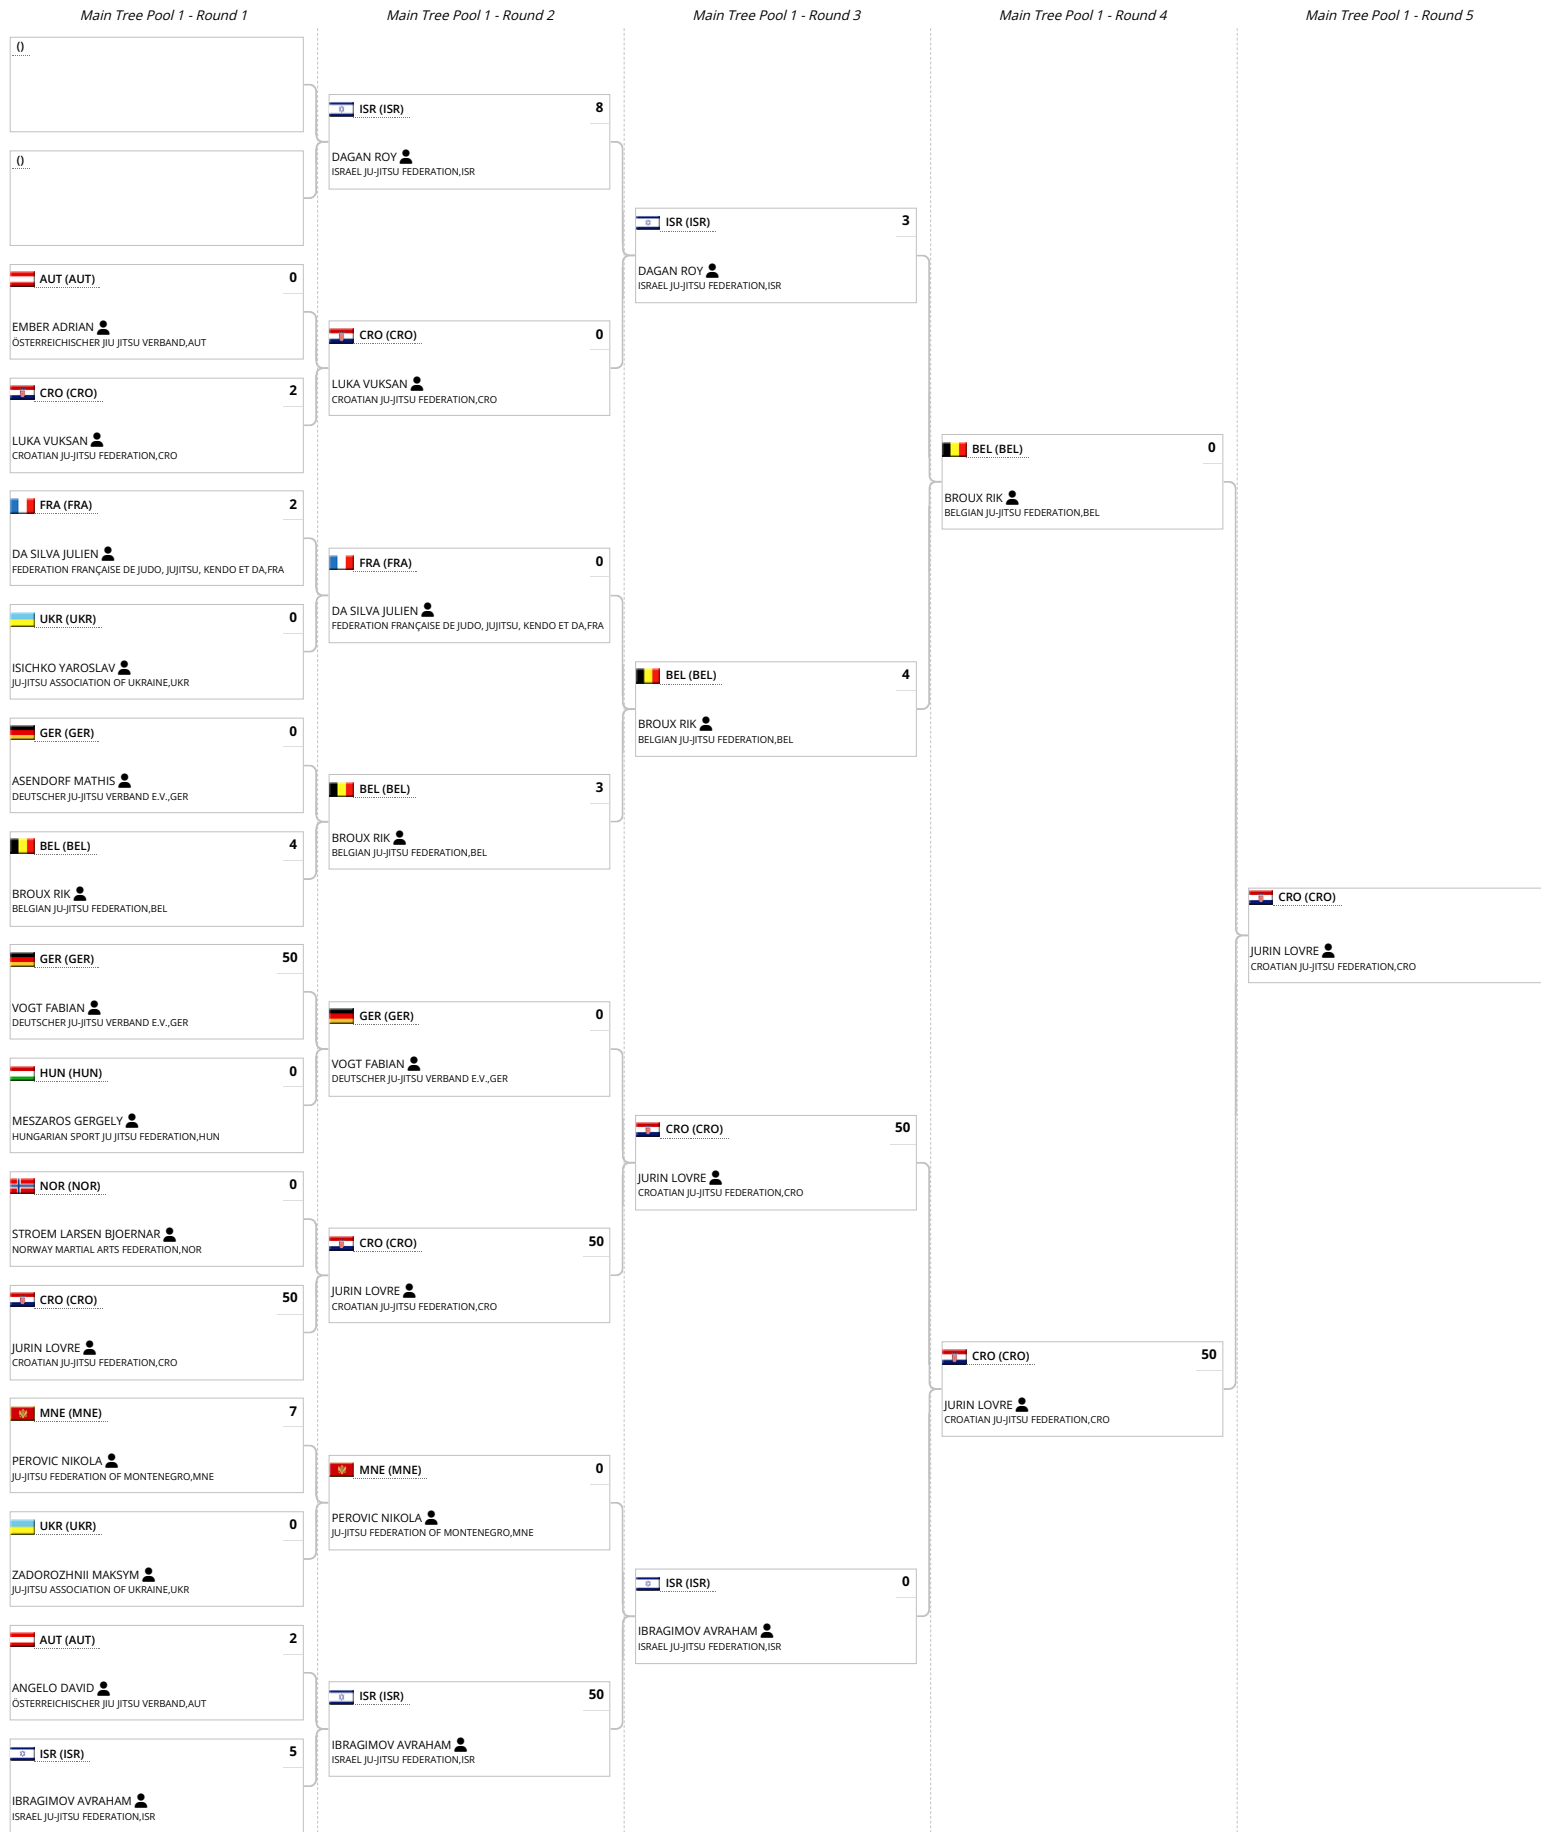 Main Tree Pool 1 - Round 1
Main Tree Pool 1 - Round 2
Main Tree Pool 1 - Round 3
Main Tree Pool 1 - Round 4
Main Tree Pool 1 - Round 5
()
()
AUT (AUT) 0
EMBER ADRIAN
ÖSTERREICHISCHER JIU JITSU VERBAND,AUT
CRO (CRO) 2
LUKA VUKSAN
CROATIAN JU-JITSU FEDERATION,CRO
FRA (FRA) 2
DA SILVA JULIEN
FEDERATION FRANÇAISE DE JUDO, JUJITSU, KENDO ET DA,FRA
UKR (UKR) 0
ISICHKO YAROSLAV
JU-JITSU ASSOCIATION OF UKRAINE,UKR
GER (GER) 0
ASENDORF MATHIS
DEUTSCHER JU-JITSU VERBAND E.V.,GER
BEL (BEL) 4
BROUX RIK
BELGIAN JU-JITSU FEDERATION,BEL
GER (GER) 50
VOGT FABIAN
DEUTSCHER JU-JITSU VERBAND E.V.,GER
HUN (HUN) 0
MESZAROS GERGELY
HUNGARIAN SPORT JU JITSU FEDERATION,HUN
NOR (NOR) 0
STROEM LARSEN BJOERNAR
NORWAY MARTIAL ARTS FEDERATION,NOR
CRO (CRO) 50
JURIN LOVRE
CROATIAN JU-JITSU FEDERATION,CRO
MNE (MNE) 7
PEROVIC NIKOLA
JU-JITSU FEDERATION OF MONTENEGRO,MNE
UKR (UKR) 0
ZADOROZHNII MAKSYM
JU-JITSU ASSOCIATION OF UKRAINE,UKR
AUT (AUT) 2
ANGELO DAVID
ÖSTERREICHISCHER JIU JITSU VERBAND,AUT
ISR (ISR) 5
IBRAGIMOV AVRAHAM
ISRAEL JU-JITSU FEDERATION,ISR
ISR (ISR) 8
DAGAN ROY
ISRAEL JU-JITSU FEDERATION,ISR
CRO (CRO) 0
LUKA VUKSAN
CROATIAN JU-JITSU FEDERATION,CRO
FRA (FRA) 0
DA SILVA JULIEN
FEDERATION FRANÇAISE DE JUDO, JUJITSU, KENDO ET DA,FRA
BEL (BEL) 3
BROUX RIK
BELGIAN JU-JITSU FEDERATION,BEL
GER (GER) 0
VOGT FABIAN
DEUTSCHER JU-JITSU VERBAND E.V.,GER
CRO (CRO) 50
JURIN LOVRE
CROATIAN JU-JITSU FEDERATION,CRO
MNE (MNE) 0
PEROVIC NIKOLA
JU-JITSU FEDERATION OF MONTENEGRO,MNE
ISR (ISR) 50
IBRAGIMOV AVRAHAM
ISRAEL JU-JITSU FEDERATION,ISR
ISR (ISR) 3
DAGAN ROY
ISRAEL JU-JITSU FEDERATION,ISR
BEL (BEL) 4
BROUX RIK
BELGIAN JU-JITSU FEDERATION,BEL
CRO (CRO) 50
JURIN LOVRE
CROATIAN JU-JITSU FEDERATION,CRO
ISR (ISR) 0
IBRAGIMOV AVRAHAM
ISRAEL JU-JITSU FEDERATION,ISR
BEL (BEL) 0
BROUX RIK
BELGIAN JU-JITSU FEDERATION,BEL
CRO (CRO) 50
JURIN LOVRE
CROATIAN JU-JITSU FEDERATION,CRO
CRO (CRO)
JURIN LOVRE
CROATIAN JU-JITSU FEDERATION,CRO